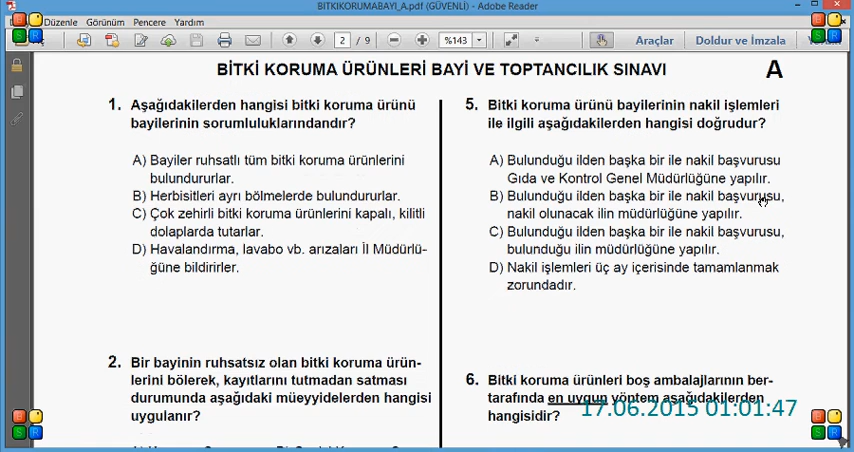 BITKIKORUMABAYI_A.pdf (GÜVENLİ) - Adobe Reader
Düzenle Görünüm Pencere Yardım
2 / 9 %143 Araçlar Doldur ve İmzala
BİTKİ KORUMA ÜRÜNLERİ BAYİ VE TOPTANCILIK SINAVI A
1. Aşağıdakilerden hangisi bitki koruma ürünü
bayilerinin sorumluluklarındandır?
A) Bayiler ruhsatlı tüm bitki koruma ürünlerini
bulundururlar.
B) Herbisitleri ayrı bölmelerde bulundururlar.
C) Çok zehirli bitki koruma ürünlerini kapalı, kilitli
dolaplarda tutarlar.
D) Havalandırma, lavabo vb. arızaları İl Müdürlü-
ğüne bildirirler.
2. Bir bayinin ruhsatsız olan bitki koruma ürün-
lerini bölerek, kayıtlarını tutmadan satması
durumunda aşağıdaki müeyyidelerden hangisi
uygulanır?
5. Bitki koruma ürünü bayilerinin nakil işlemleri
ile ilgili aşağıdakilerden hangisi doğrudur?
A) Bulunduğu ilden başka bir ile nakil başvurusu
Gıda ve Kontrol Genel Müdürlüğüne yapılır.
B) Bulunduğu ilden başka bir ile nakil başvurusu,
nakil olunacak ilin müdürlüğüne yapılır.
C) Bulunduğu ilden başka bir ile nakil başvurusu,
bulunduğu ilin müdürlüğüne yapılır.
D) Nakil işlemleri üç ay içerisinde tamamlanmak
zorundadır.
6. Bitki koruma ürünleri boş ambalajlarının ber-
tarafında en uygun yöntem aşağıdakilerden
hangisidir?
17.06.2015 01:01:47